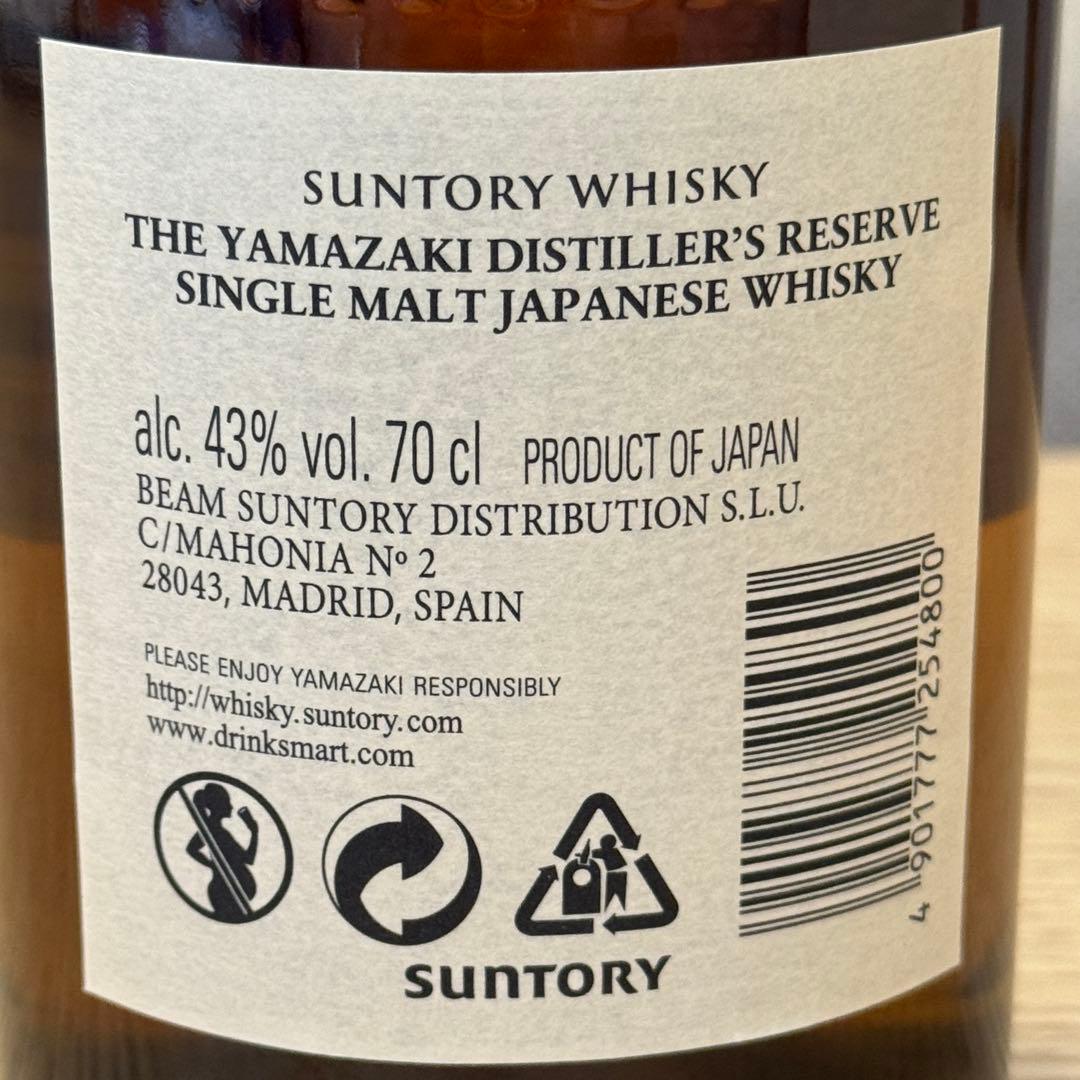 SUNTORY WHISKY
THE YAMAZAKI DISTILLER'S RESERVE
SINGLE MALT JAPANESE WHISKY
alc. 43% vol. 70 cl PRODUCT OF JAPAN
BEAM SUNTORY DISTRIBUTION S.L.U.
C/MAHONIA Nº 2
28043, MADRID, SPAIN
PLEASE ENJOY YAMAZAKI RESPONSIBLY
http://whisky.suntory.com
www.drinksmart.com
SUNTORY
4 901777 254800